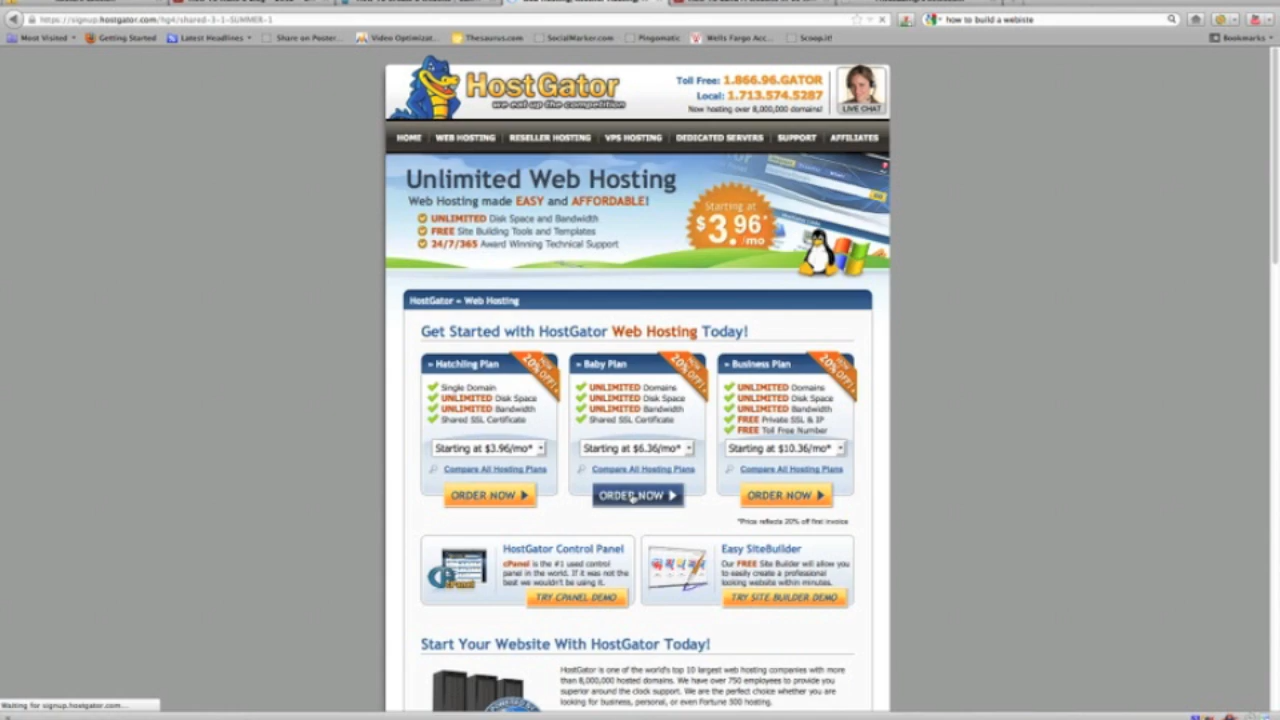 https://signup.hostgator.com/hg4/shared-3-1-SUMMER-1
how to build a webiste
Most Visited
Getting Started
Latest Headlines
Share on Poster...
Video Optimizat...
Thesaurus.com
SocialMarker.com
Pingomatic
Wells Fargo Acc...
Scoop.it!
Bookmarks
HostGator
we eat up the competition
Toll Free: 1.866.96.GATOR
Local: 1.713.574.5287
Now hosting over 8,000,000 domains!
LIVE CHAT
HOME WEB HOSTING RESELLER HOSTING VPS HOSTING DEDICATED SERVERS SUPPORT AFFILIATES
Unlimited Web Hosting
Web Hosting made EASY and AFFORDABLE!
UNLIMITED Disk Space and Bandwidth
FREE Site Building Tools and Templates
24/7/365 Award Winning Technical Support
Starting at
$3.96*
/mo
HostGator » Web Hosting
Get Started with HostGator Web Hosting Today!
» Hatchling Plan
NOW
20% OFF!
Single Domain
UNLIMITED Disk Space
UNLIMITED Bandwidth
Shared SSL Certificate
Starting at $3.96/mo*
Compare All Hosting Plans
ORDER NOW
» Baby Plan
NOW
20% OFF!
UNLIMITED Domains
UNLIMITED Disk Space
UNLIMITED Bandwidth
Shared SSL Certificate
Starting at $6.36/mo*
Compare All Hosting Plans
ORDER NOW
» Business Plan
NOW
20% OFF!
UNLIMITED Domains
UNLIMITED Disk Space
UNLIMITED Bandwidth
FREE Private SSL & IP
FREE Toll Free Number
Starting at $10.36/mo*
Compare All Hosting Plans
ORDER NOW
*Price reflects 20% off first invoice
HostGator Control Panel
cPanel is the #1 used control
panel in the world. If it was not the
best we wouldn't be using it.
TRY CPANEL DEMO
Easy SiteBuilder
Our FREE Site Builder will allow you
to easily create a professional
looking website within minutes.
TRY SITE BUILDER DEMO
Start Your Website With HostGator Today!
HostGator is one of the world's top 10 largest web hosting companies with more
than 8,000,000 hosted domains. We have over 750 employees to provide you
superior around the clock support. We are the perfect choice whether you are
looking for business, personal, or even Fortune 500 hosting.
Waiting for signup.hostgator.com...